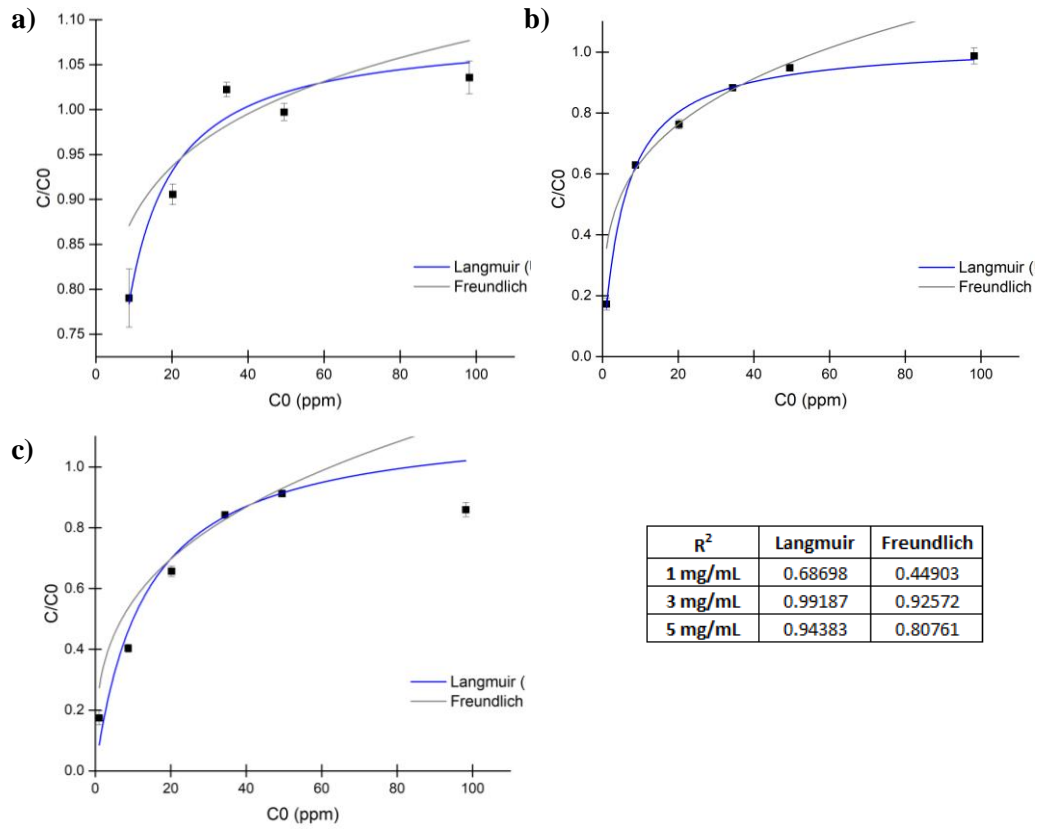 a)
1.10
1.05
1.00
0.95
0.90
0.85
0.80
0.75
C/C0
0 20 40 60 80 100
C0 (ppm)
Langmuir (
Freundlich
b)
1.0
0.8
0.6
0.4
0.2
0.0
C/C0
0 20 40 60 80 100
C0 (ppm)
Langmuir (
Freundlich
c)
1.0
0.8
0.6
0.4
0.2
0.0
C/C0
0 20 40 60 80 100
C0 (ppm)
Langmuir (
Freundlich
R² Langmuir Freundlich
1 mg/mL 0.68698 0.44903
3 mg/mL 0.99187 0.92572
5 mg/mL 0.94383 0.80761